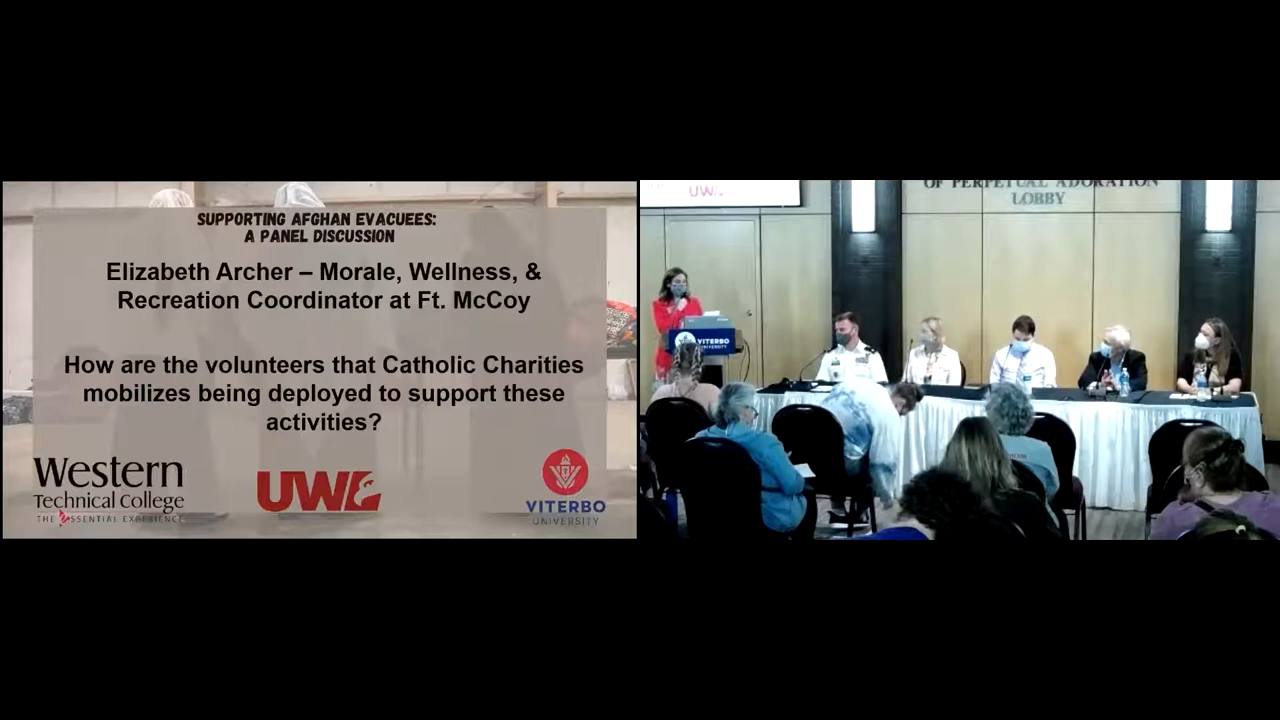 SUPPORTING AFGHAN EVACUEES:
A PANEL DISCUSSION
Elizabeth Archer – Morale, Wellness, &
Recreation Coordinator at Ft. McCoy
How are the volunteers that Catholic Charities
mobilizes being deployed to support these
activities?
Western
Technical College
THE ESSENTIAL EXPERIENCE
UWL
VITERBO
UNIVERSITY
UWL
OF PERPETUAL ADORATION
LOBBY
VITERBO
UNIVERSITY